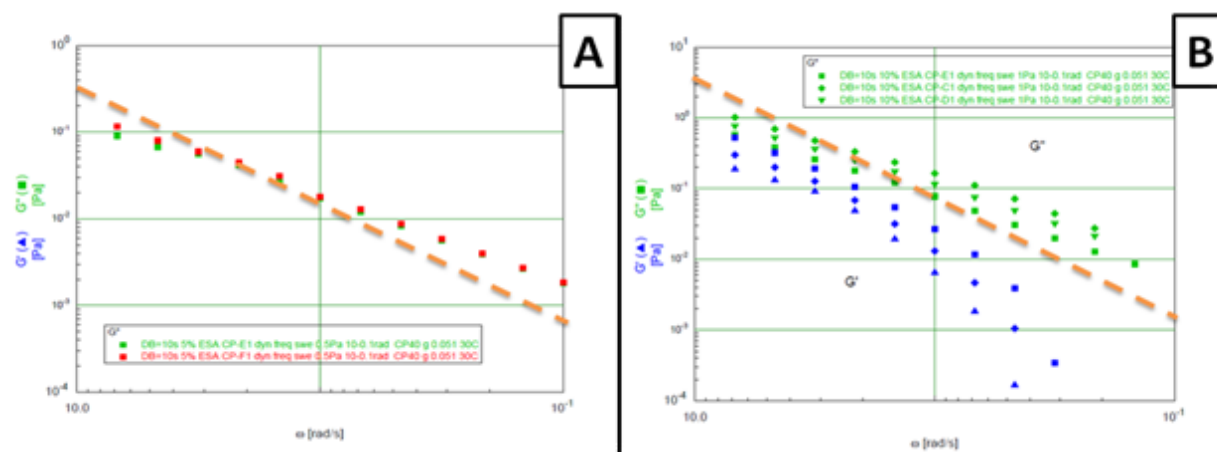 A
10⁰
10⁻¹
10⁻²
10⁻³
10⁻⁴
G'' (■)
[Pa]
G' (▲)
[Pa]
G''
DB=10s 5% ESA CP-E1 dyn freq swe 0.5Pa 10-0.1rad CP40 g 0.051 30C
DB=10s 5% ESA CP-F1 dyn freq swe 0.5Pa 10-0.1rad CP40 g 0.051 30C
10.0
10⁻¹
ω [rad/s]
B
10¹
10⁰
10⁻¹
10⁻²
10⁻³
10⁻⁴
G'' (■)
[Pa]
G' (▲)
[Pa]
G''
DB=10s 10% ESA CP-E1 dyn freq swe 1Pa 10-0.1rad CP40 g 0.051 30C
DB=10s 10% ESA CP-C1 dyn freq swe 1Pa 10-0.1rad CP40 g 0.051 30C
DB=10s 10% ESA CP-D1 dyn freq swe 1Pa 10-0.1rad CP40 g 0.051 30C
G''
G'
10.0
10⁻¹
ω [rad/s]